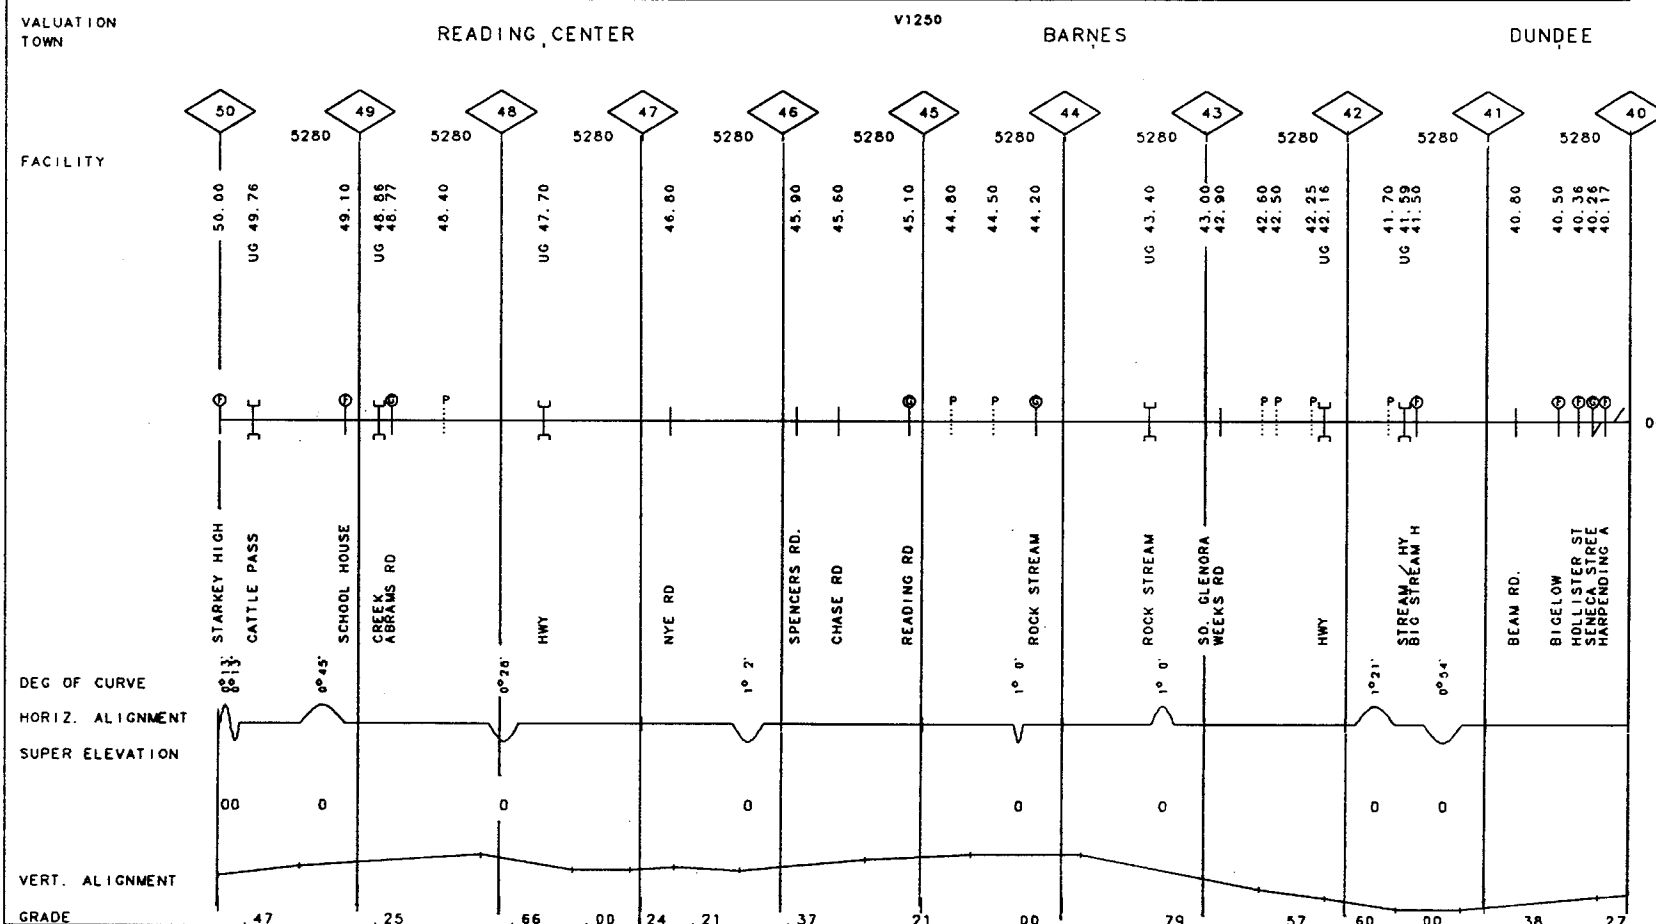 VALUATION V1250
TOWN READING CENTER BARNES DUNDEE
50 49 48 47 46 45 44 43 42 41 40
5280 5280 5280 5280 5280 5280 5280 5280 5280 5280
FACILITY
50.00
UG 49.76
49.10
UG 48.86
48.77
48.40
UG 47.70
46.80
45.90
45.60
45.10
44.80
44.50
44.20
UG 43.40
43.00
42.90
42.60
42.50
42.25
UG 42.16
41.70
UG 41.59
41.50
40.80
40.50
40.36
40.26
40.17
F F G P G P P G P P P P F F F G F
0
STARKEY HIGH
CATTLE PASS
SCHOOL HOUSE
CREEK
ABRAMS RD
HWY
NYE RD
SPENCERS RD.
CHASE RD
READING RD
ROCK STREAM
ROCK STREAM
SO. GLENORA
WEEKS RD
HWY
STREAM / HY
BIG STREAM H
BEAM RD.
BIGELOW
HOLLISTER ST
SENECA STREE
HARPENDING A
DEG OF CURVE 0°13' 0°13' 0°45' 0°28' 1° 2' 1° 0' 1° 0' 1°21' 0°54'
HORIZ. ALIGNMENT
SUPER ELEVATION
00 0 0 0 0 0 0 0
VERT. ALIGNMENT
GRADE .47 .25 .66 .00 .24 .21 .37 .21 .00 .79 .57 .60 .00 .38 .27